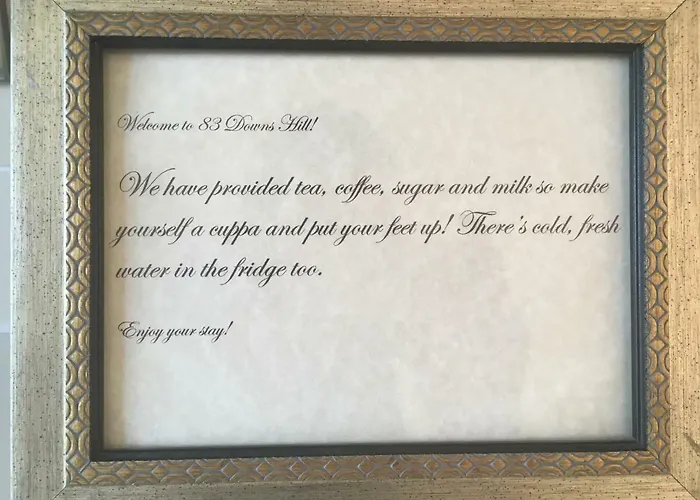 Welcome to 83 Downs Hill!
We have provided tea, coffee, sugar and milk so make
yourself a cuppa and put your feet up! There's cold, fresh
water in the fridge too.
Enjoy your stay!